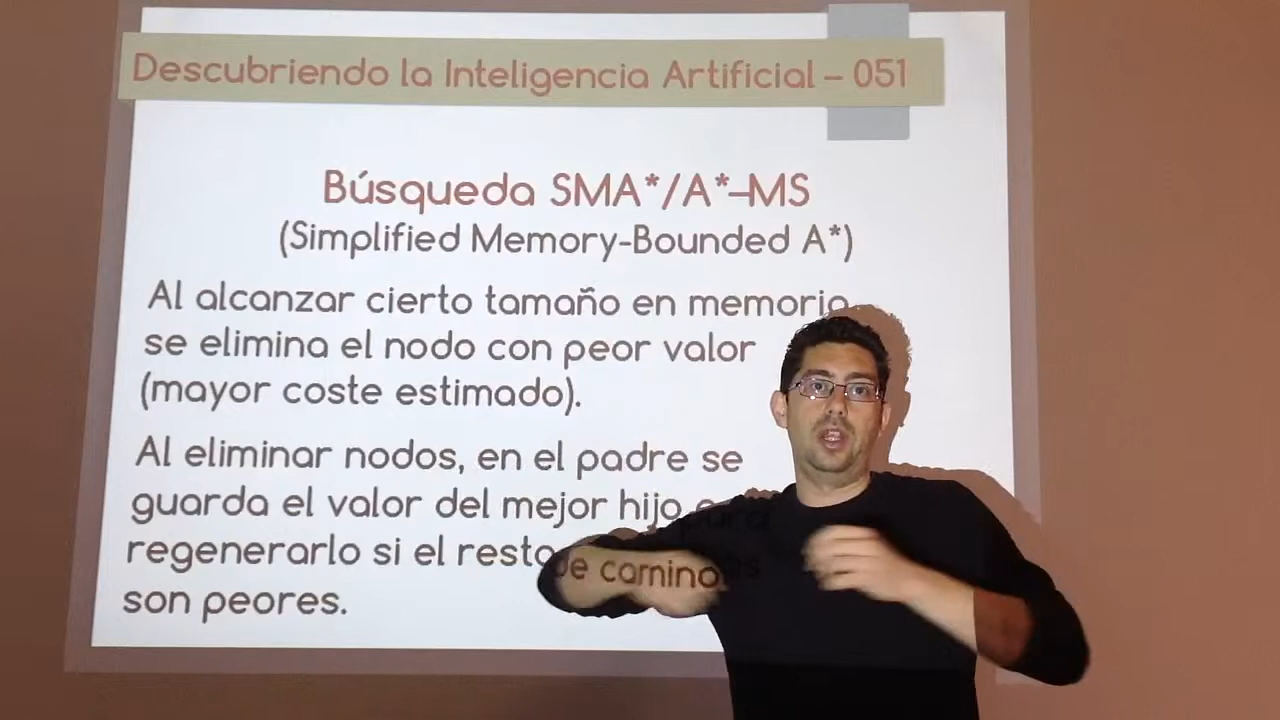 Descubriendo la Inteligencia Artificial – 051
Búsqueda SMA*/A*–MS
(Simplified Memory-Bounded A*)
Al alcanzar cierto tamaño en memoria
se elimina el nodo con peor valor
(mayor coste estimado).
Al eliminar nodos, en el padre se
guarda el valor del mejor hijo para
regenerarlo si el resto de caminos
son peores.